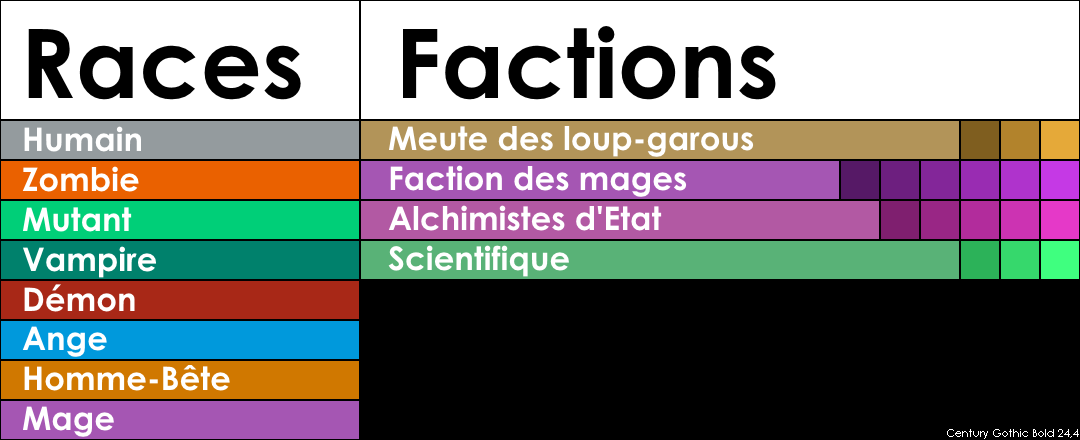 Races
Factions
Humain
Meute des loup-garous
Zombie
Faction des mages
Mutant
Alchimistes d'Etat
Vampire
Scientifique
Démon
Ange
Homme-Bête
Mage
Century Gothic Bold 24,4